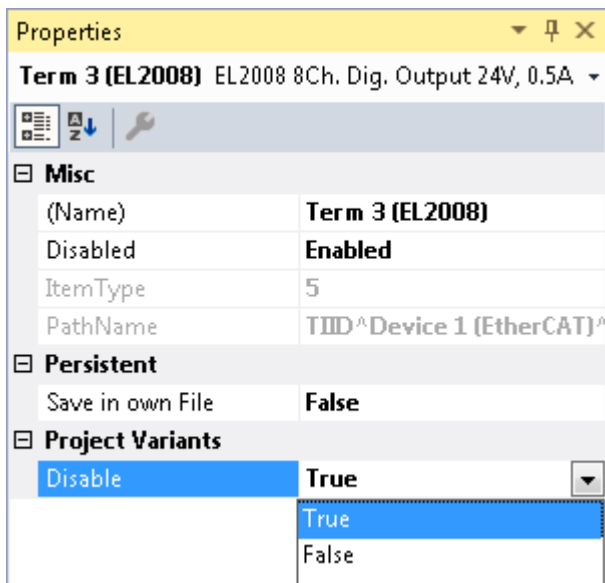 Properties
Term 3 (EL2008) EL2008 8Ch. Dig. Output 24V, 0.5A
Misc
(Name) Term 3 (EL2008)
Disabled Enabled
ItemType 5
PathName TIID^Device 1 (EtherCAT)^
Persistent
Save in own File False
Project Variants
Disable True
True
False